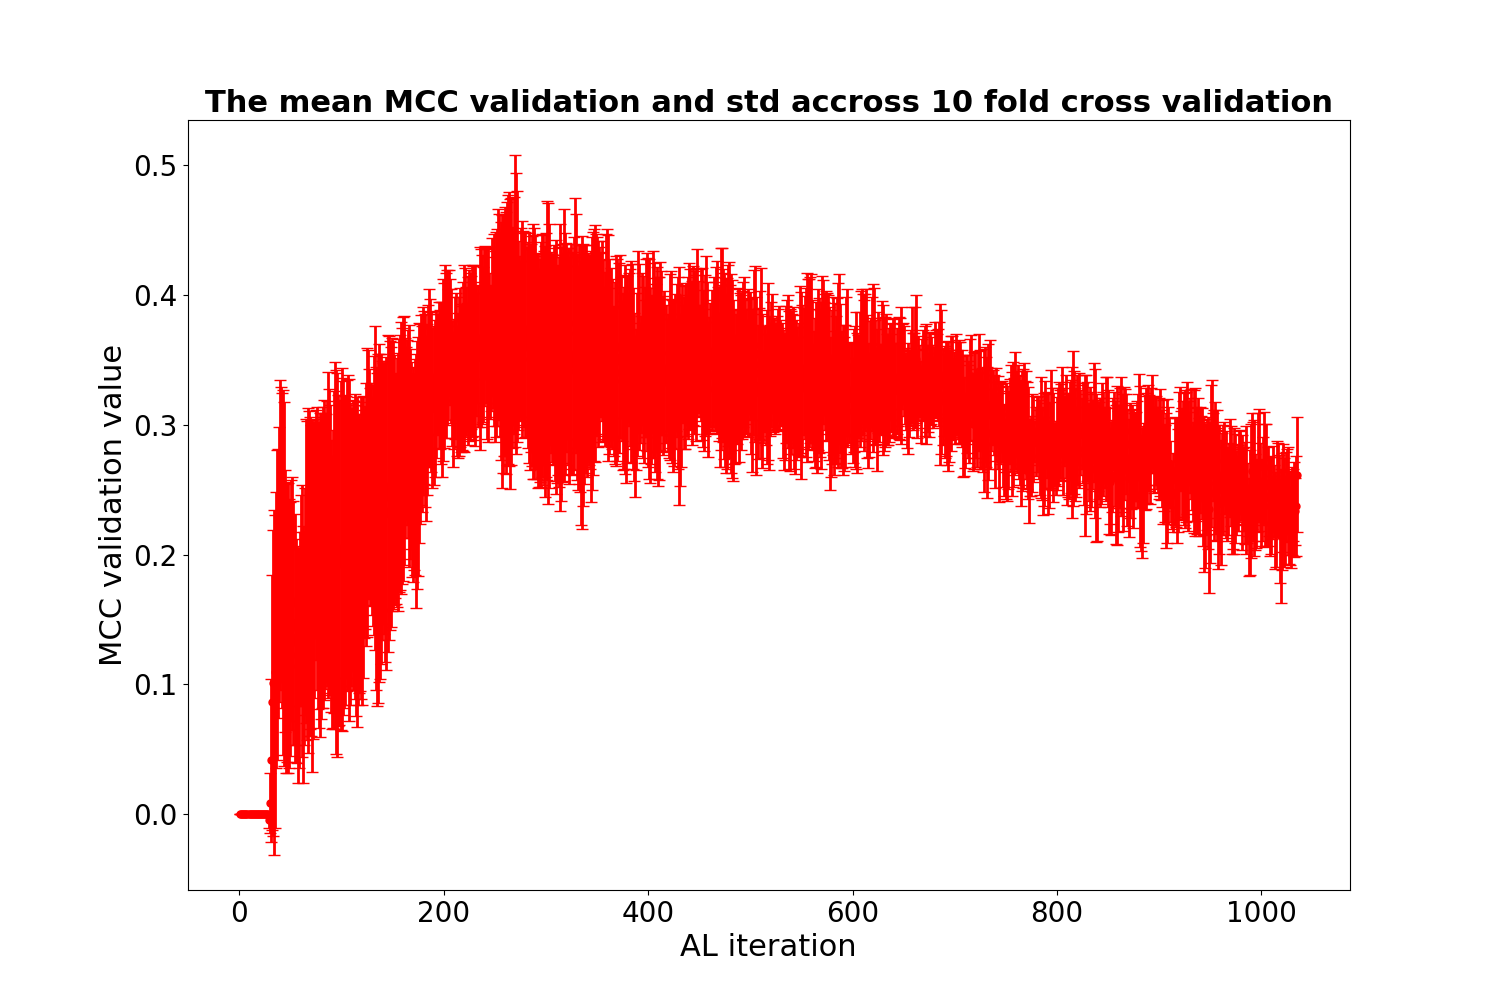 The mean MCC validation and std accross 10 fold cross validation
MCC validation value
0.5
0.4
0.3
0.2
0.1
0.0
0 200 400 600 800 1000
AL iteration